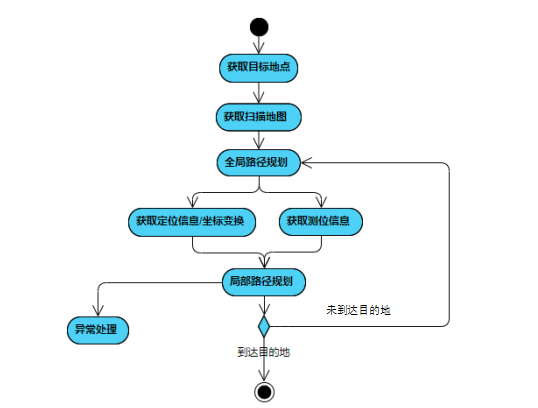 获取目标地点
获取扫描地图
全局路径规划
获取定位信息/坐标变换
获取测位信息
局部路径规划
未到达目的地
异常处理
到达目的地